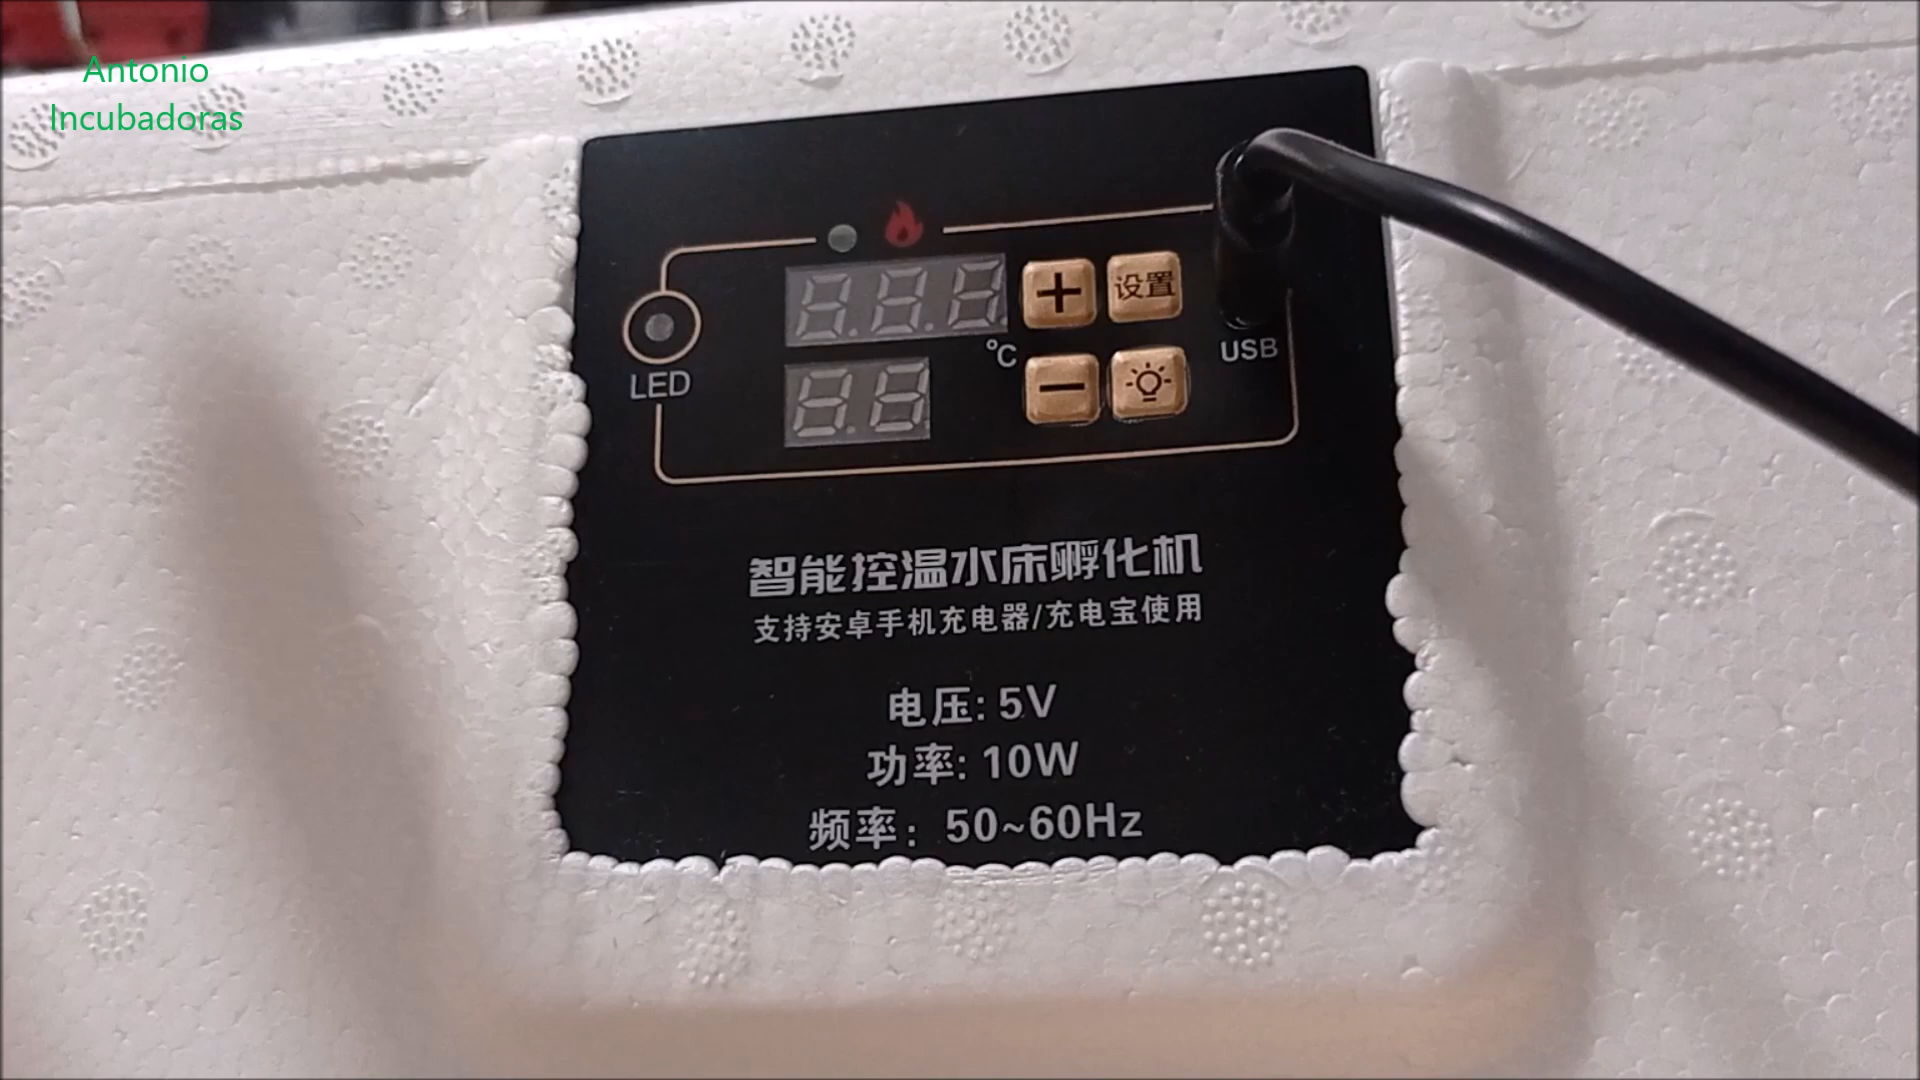 Antonio
Incubadoras
设置
℃
USB
LED
智能控温水床孵化机
支持安卓手机充电器/充电宝使用
电压: 5V
功率: 10W
频率: 50~60Hz